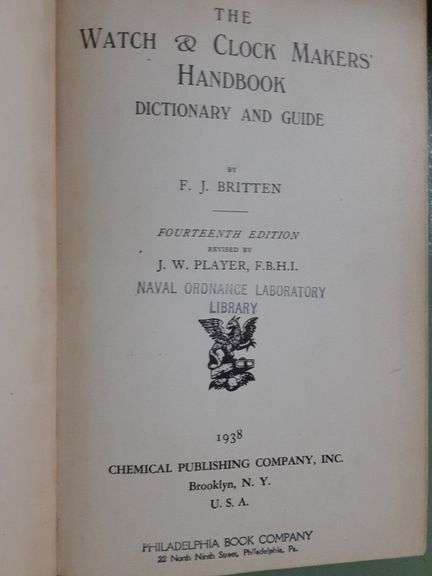 THE
WATCH & CLOCK MAKERS'
HANDBOOK
DICTIONARY AND GUIDE
BY
F. J. BRITTEN
FOURTEENTH EDITION
REVISED BY
J. W. PLAYER, F.B.H.I.
NAVAL ORDNANCE LABORATORY
LIBRARY
1938
CHEMICAL PUBLISHING COMPANY, INC.
Brooklyn, N. Y.
U. S. A.
PHILADELPHIA BOOK COMPANY
22 North Ninth Street, Philadelphia, Pa.